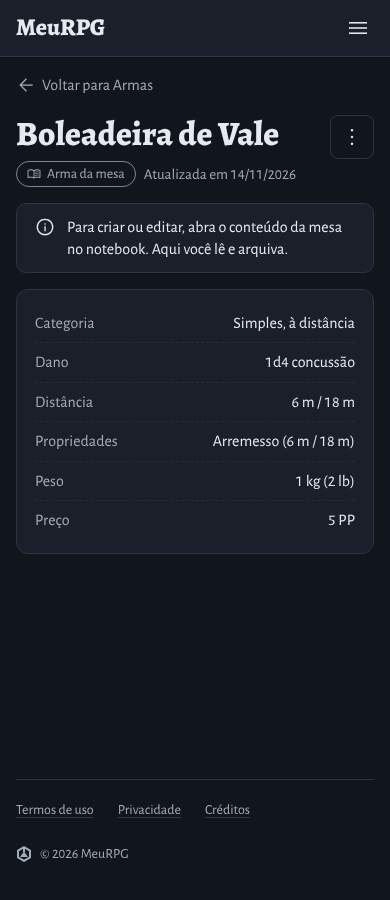 MeuRPG
Voltar para Armas
Boleadeira de Vale
Arma da mesa
Atualizada em 14/11/2026
Para criar ou editar, abra o conteúdo da mesa
no notebook. Aqui você lê e arquiva.
Categoria Simples, à distância
Dano 1d4 concussão
Distância 6 m / 18 m
Propriedades Arremesso (6 m / 18 m)
Peso 1 kg (2 lb)
Preço 5 PP
Termos de uso Privacidade Créditos
© 2026 MeuRPG